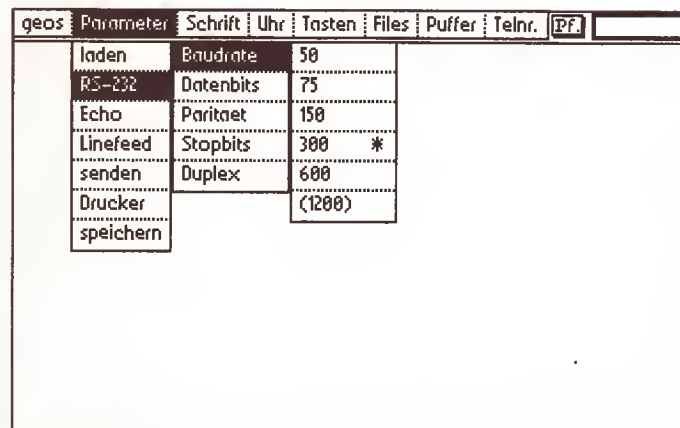 geos Parameter Schrift Uhr Tasten Files Puffer Telnr. Pf.
laden Baudrate 50
RS-232 Datenbits 75
Echo Paritaet 150
Linefeed Stopbits 300 *
senden Duplex 600
Drucker (1200)
speichern